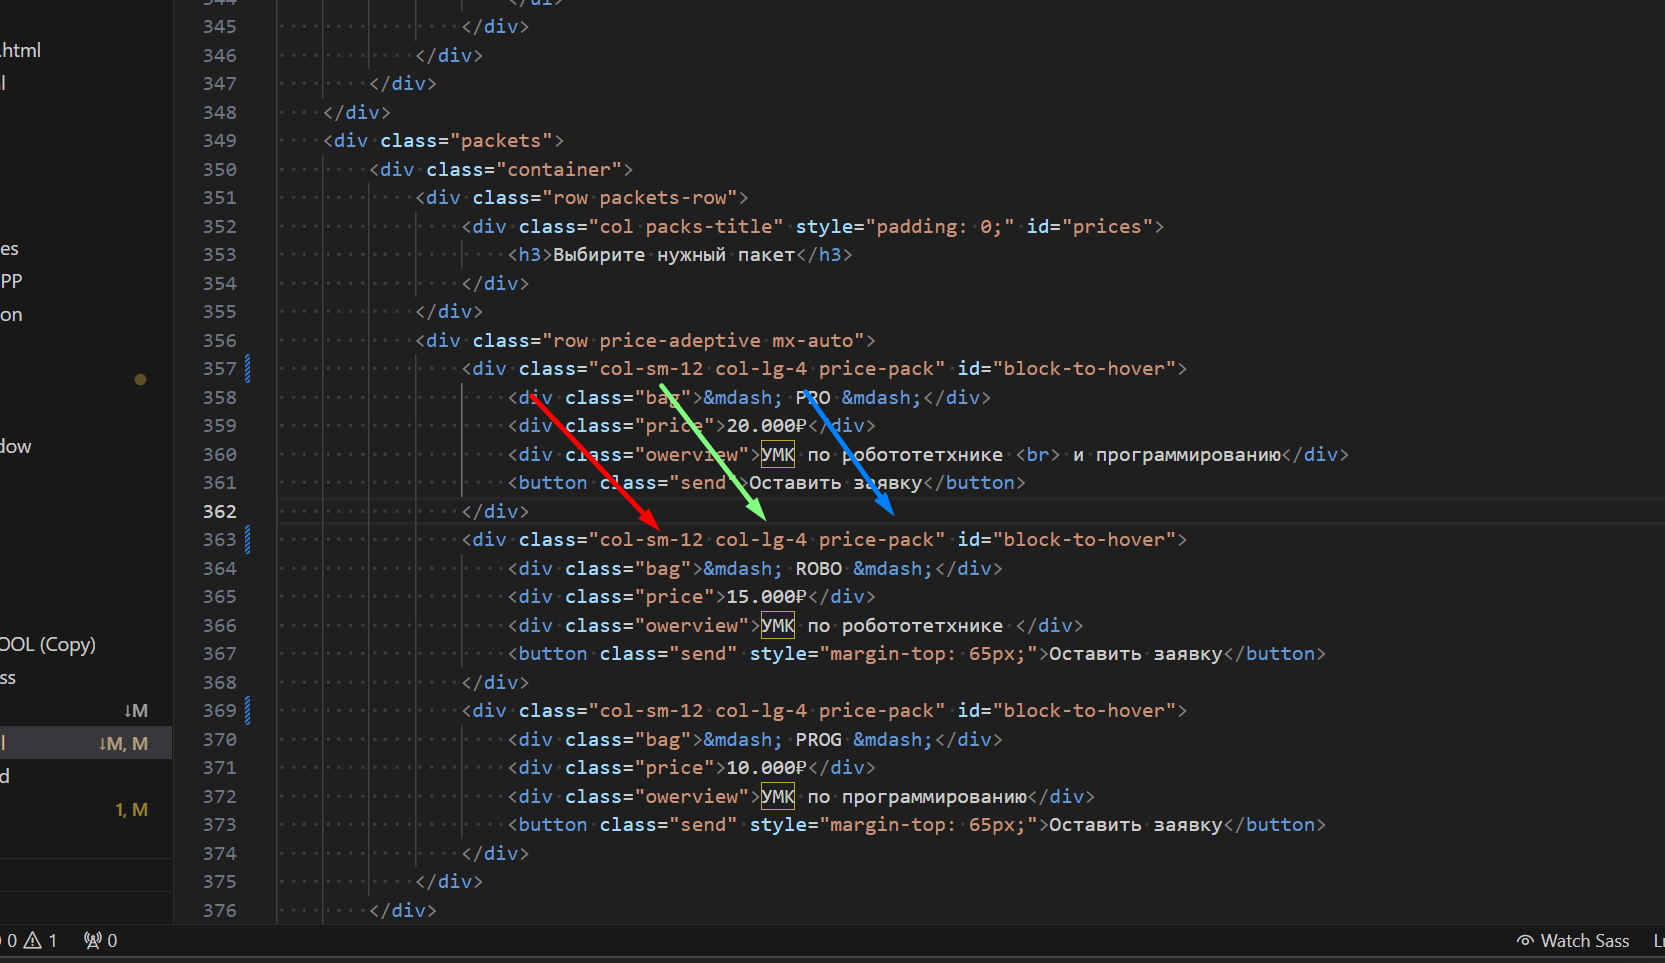 344 </ul>
345 </div>
.html
346 </div>
l
347 </div>
348 </div>
349 <div class="packets">
350 <div class="container">
351 <div class="row packets-row">
352 <div class="col packs-title" style="padding: 0;" id="prices">
es
353 <h3>Выбирите нужный пакет</h3>
PP
354 </div>
on
355 </div>
356 <div class="row price-adeptive mx-auto">
357 <div class="col-sm-12 col-lg-4 price-pack" id="block-to-hover">
358 <div class="bag">&mdash; PRO &mdash;</div>
359 <div class="price">20.000₽</div>
dow
360 <div class="owerview">УМК по робототетхнике <br> и программированию</div>
361 <button class="send">Оставить заявку</button>
362 </div>
363 <div class="col-sm-12 col-lg-4 price-pack" id="block-to-hover">
364 <div class="bag">&mdash; ROBO &mdash;</div>
365 <div class="price">15.000₽</div>
366 <div class="owerview">УМК по робототетхнике </div>
OOL (Copy)
367 <button class="send" style="margin-top: 65px;">Оставить заявку</button>
ss
368 </div>
↓M
369 <div class="col-sm-12 col-lg-4 price-pack" id="block-to-hover">
l ↓M, M
370 <div class="bag">&mdash; PROG &mdash;</div>
d
371 <div class="price">10.000₽</div>
372 <div class="owerview">УМК по программированию</div>
1, M
373 <button class="send" style="margin-top: 65px;">Оставить заявку</button>
374 </div>
375 </div>
376 </div>
0 1 0 Watch Sass